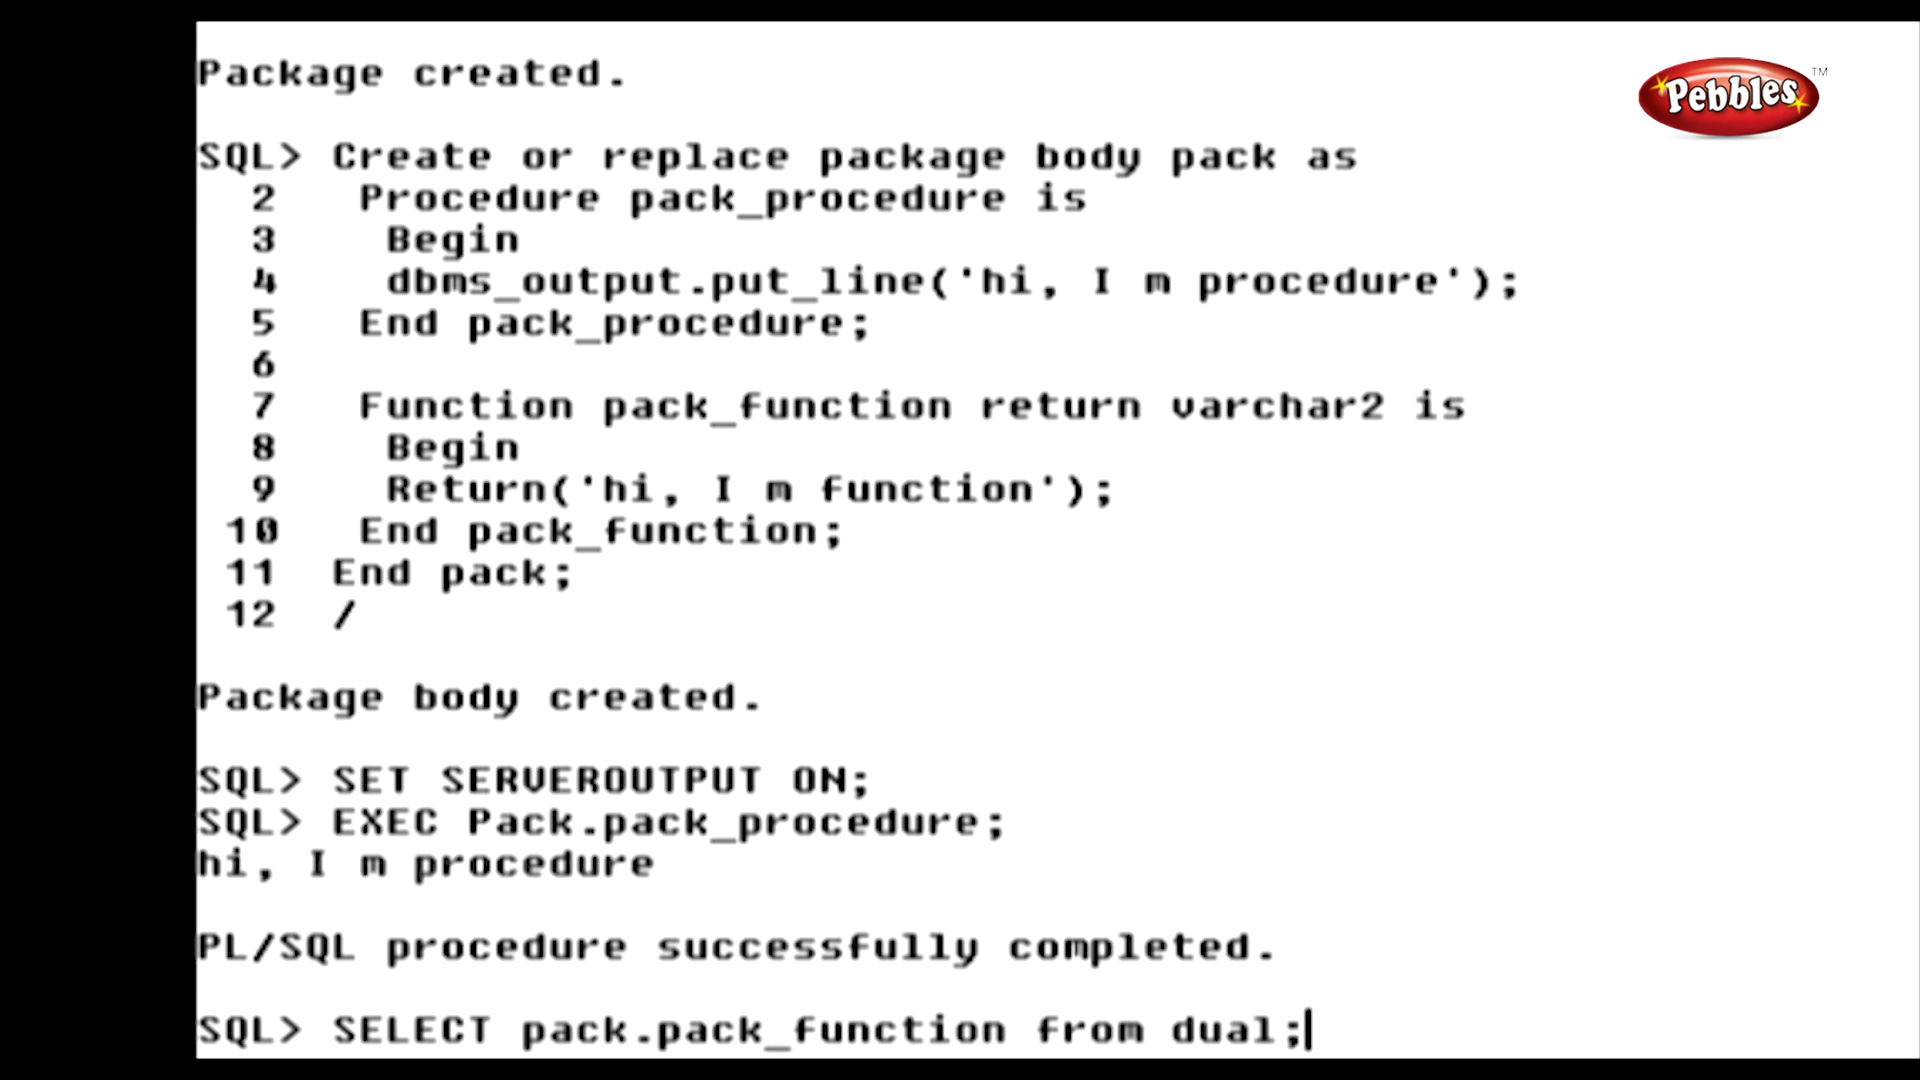 Package created.
Pebbles™
SQL> Create or replace package body pack as
2 Procedure pack_procedure is
3 Begin
4 dbms_output.put_line('hi, I m procedure');
5 End pack_procedure;
6
7 Function pack_function return varchar2 is
8 Begin
9 Return('hi, I m function');
10 End pack_function;
11 End pack;
12 /
Package body created.
SQL> SET SERVEROUTPUT ON;
SQL> EXEC Pack.pack_procedure;
hi, I m procedure
PL/SQL procedure successfully completed.
SQL> SELECT pack.pack_function from dual;